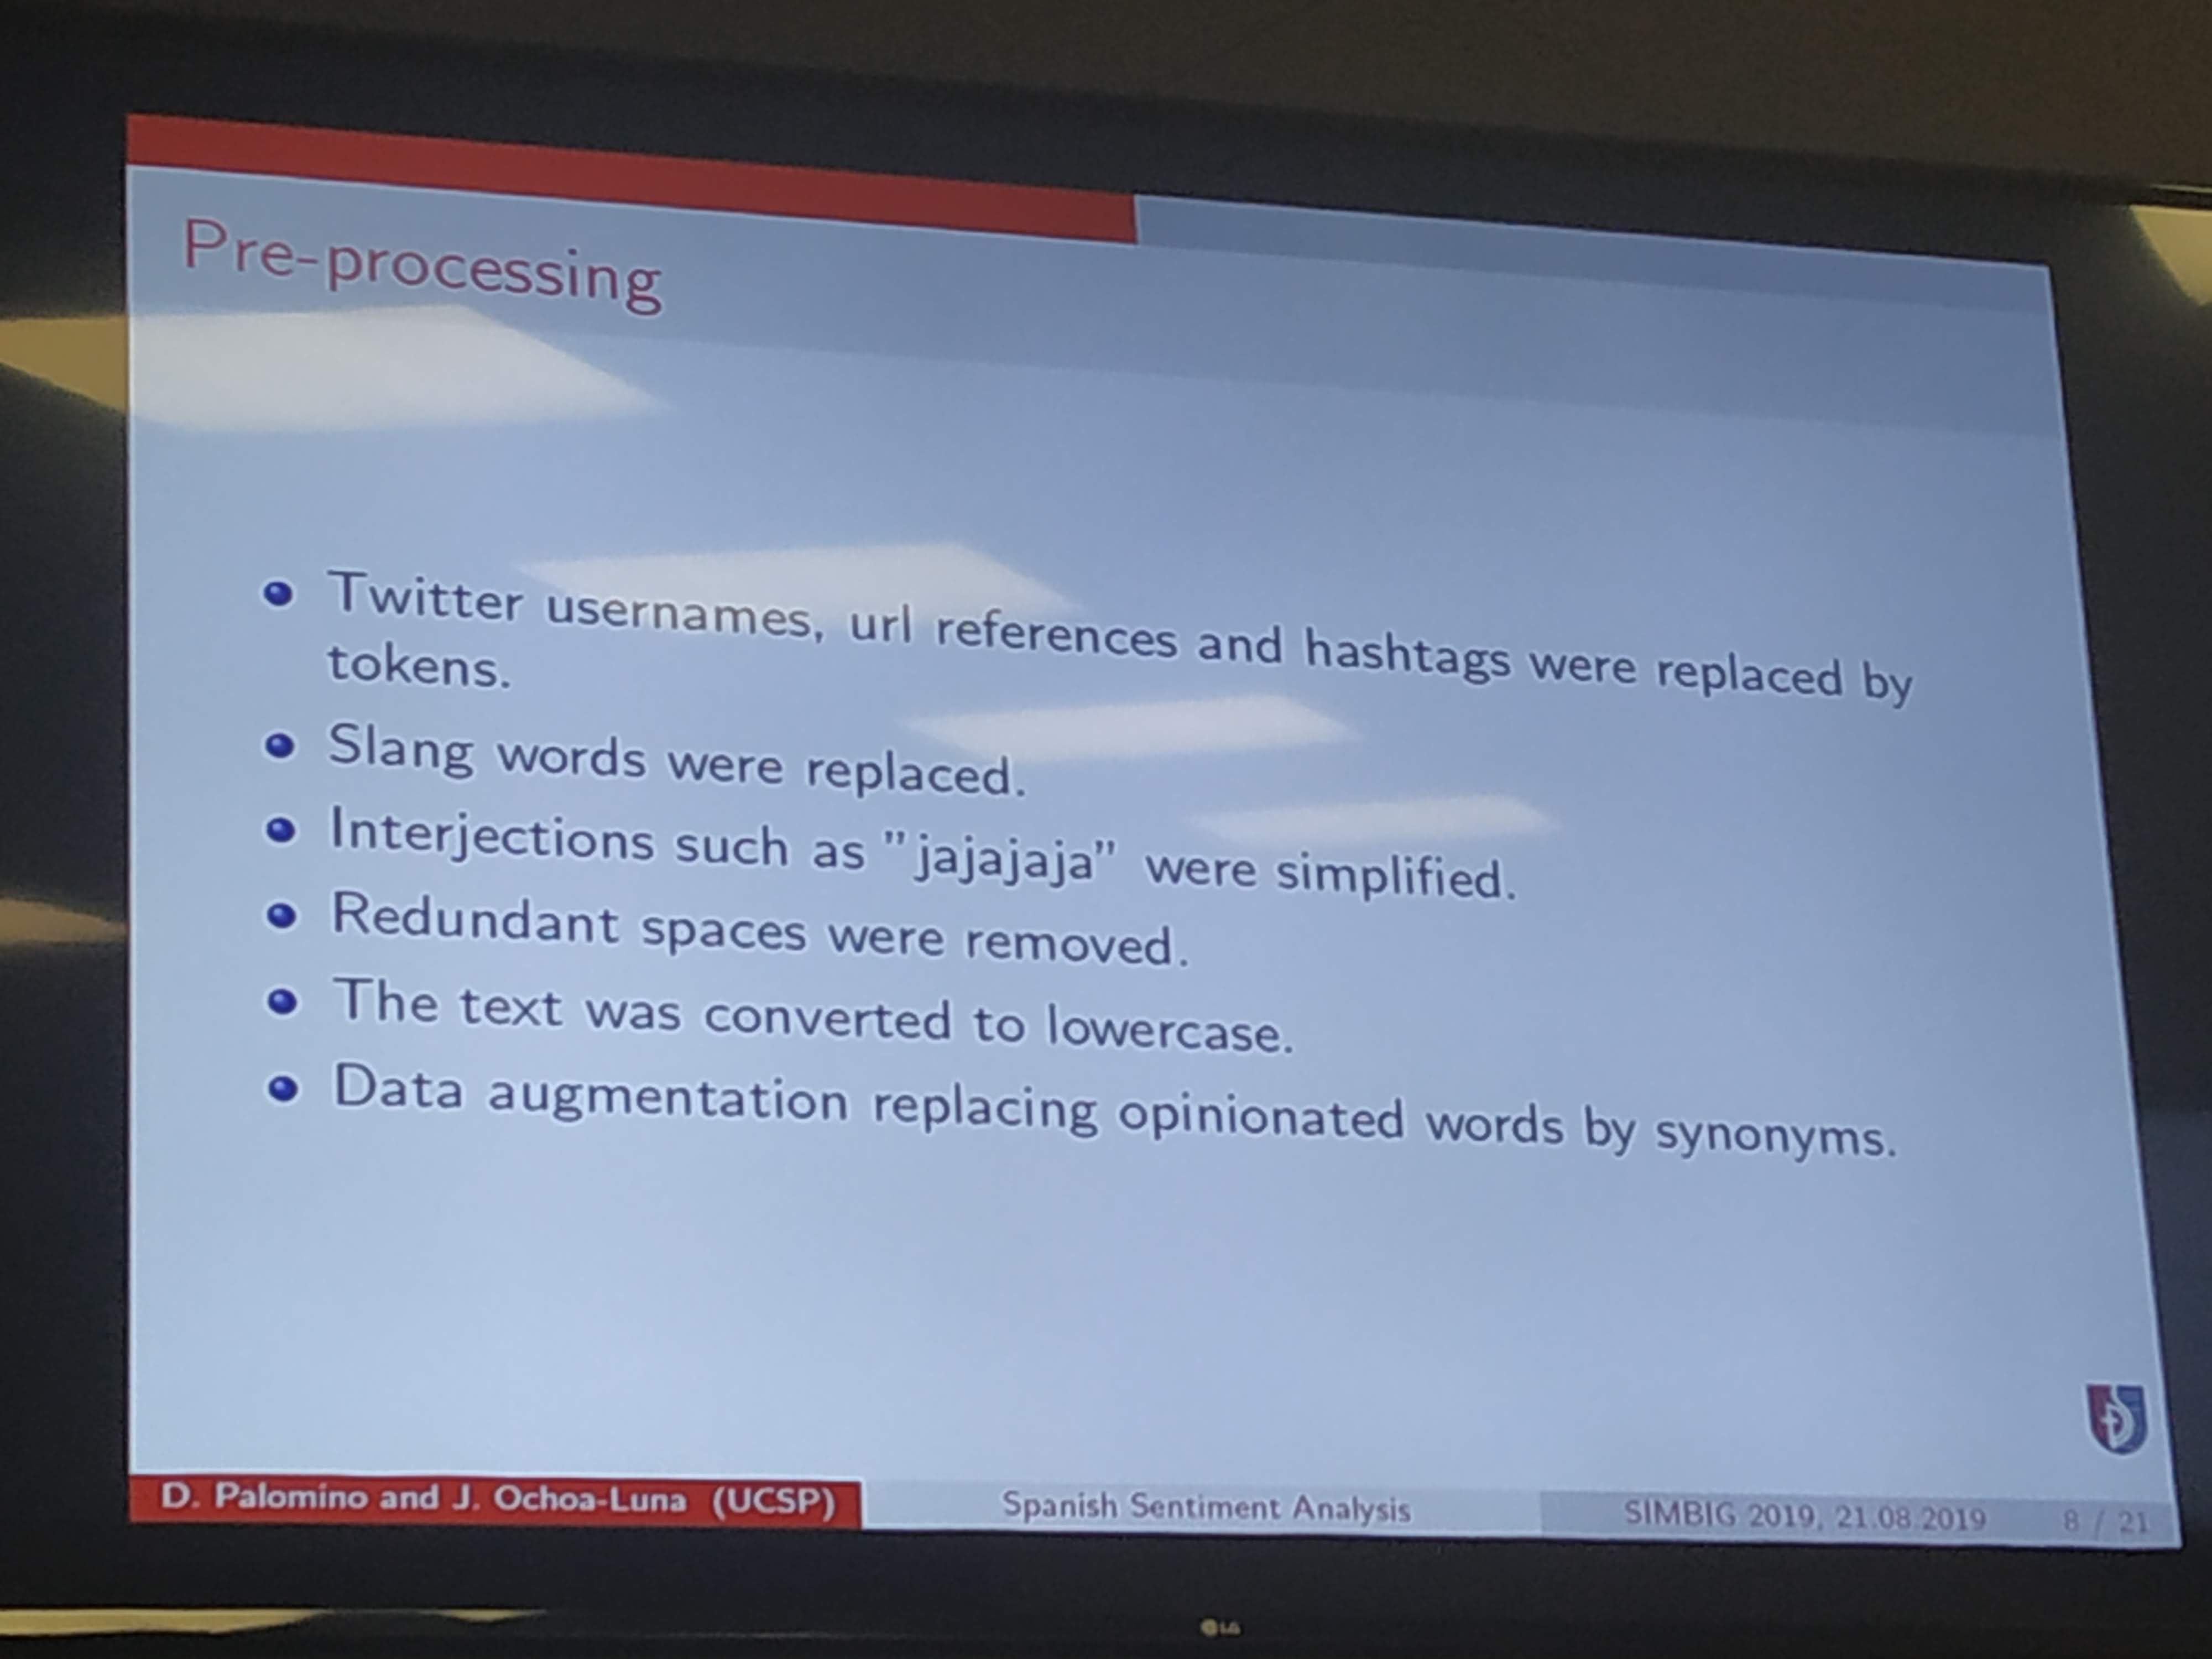 Pre-processing
Twitter usernames, url references and hashtags were replaced by
tokens.
Slang words were replaced.
Interjections such as "jajajaja" were simplified.
Redundant spaces were removed.
The text was converted to lowercase.
Data augmentation replacing opinionated words by synonyms.
D. Palomino and J. Ochoa-Luna (UCSP)
Spanish Sentiment Analysis
SIMBIG 2019, 21.08.2019
8 / 21
LG